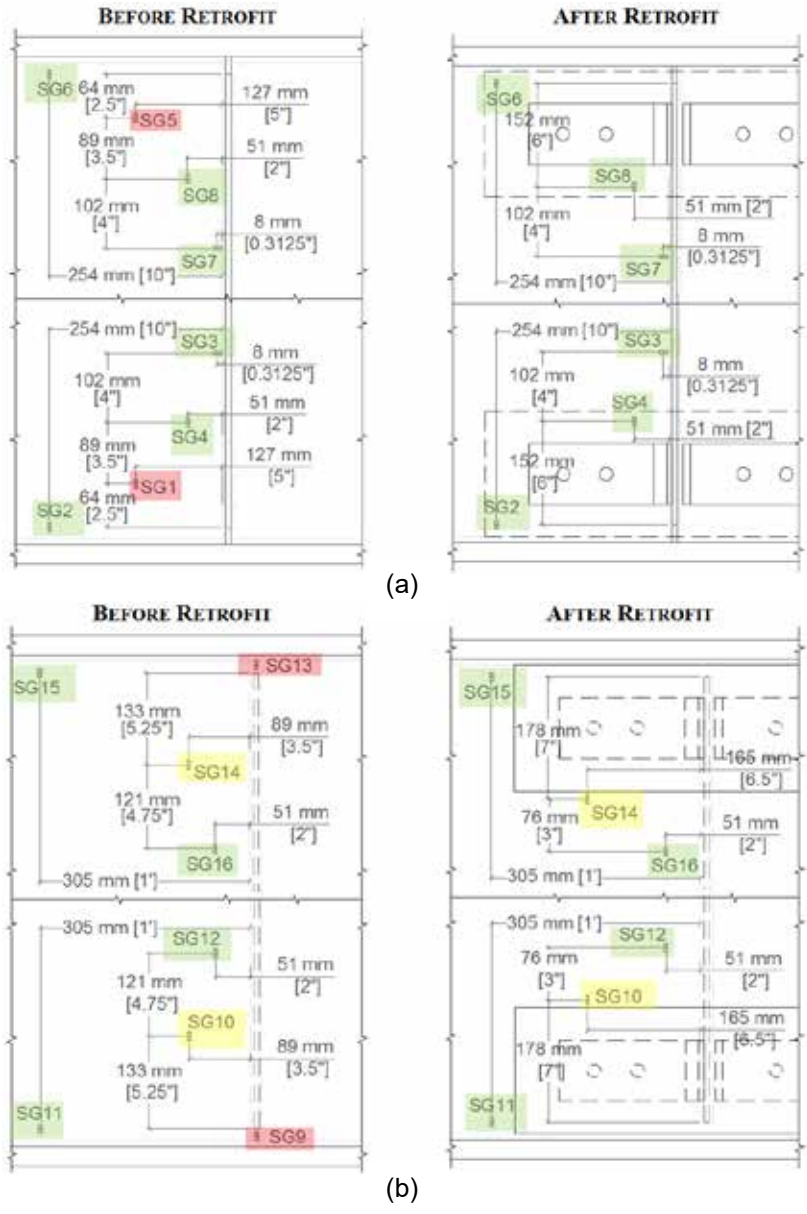 BEFORE RETROFIT
AFTER RETROFIT
SG6
64 mm
[2.5"]
SG5
127 mm
[5"]
89 mm
[3.5"]
51 mm
[2"]
SG8
102 mm
[4"]
8 mm
[0.3125"]
SG7
254 mm [10"]
254 mm [10"]
SG3
8 mm
[0.3125"]
102 mm
[4"]
51 mm
[2"]
SG4
89 mm
[3.5"]
127 mm
[5"]
SG1
64 mm
[2.5"]
SG2
SG6
152 mm
[6"]
SG8
51 mm [2"]
102 mm
[4"]
8 mm
[0.3125"]
SG7
254 mm [10"]
254 mm [10"]
SG3
8 mm
[0.3125"]
102 mm
[4"]
SG4
51 mm [2"]
152 mm
[6"]
SG2
(a)
BEFORE RETROFIT
AFTER RETROFIT
SG13
SG15
133 mm
[5.25"]
89 mm
[3.5"]
SG14
121 mm
[4.75"]
51 mm
[2"]
SG16
305 mm [1']
305 mm [1']
SG12
51 mm
[2"]
121 mm
[4.75"]
SG10
89 mm
[3.5"]
133 mm
[5.25"]
SG11
SG9
SG15
178 mm
[7"]
165 mm
[6.5"]
SG14
76 mm
[3"]
51 mm
[2"]
SG16
305 mm [1']
305 mm [1']
SG12
76 mm
[3"]
51 mm
[2"]
SG10
165 mm
[6.5"]
178 mm
[7"]
SG11
(b)